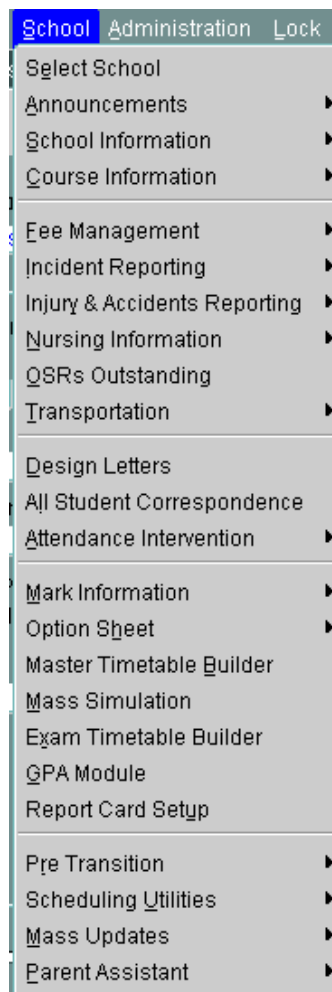 School Administration Lock
Select School
Announcements
School Information
Course Information
Fee Management
Incident Reporting
Injury & Accidents Reporting
Nursing Information
OSRs Outstanding
Transportation
Design Letters
All Student Correspondence
Attendance Intervention
Mark Information
Option Sheet
Master Timetable Builder
Mass Simulation
Exam Timetable Builder
GPA Module
Report Card Setup
Pre Transition
Scheduling Utilities
Mass Updates
Parent Assistant